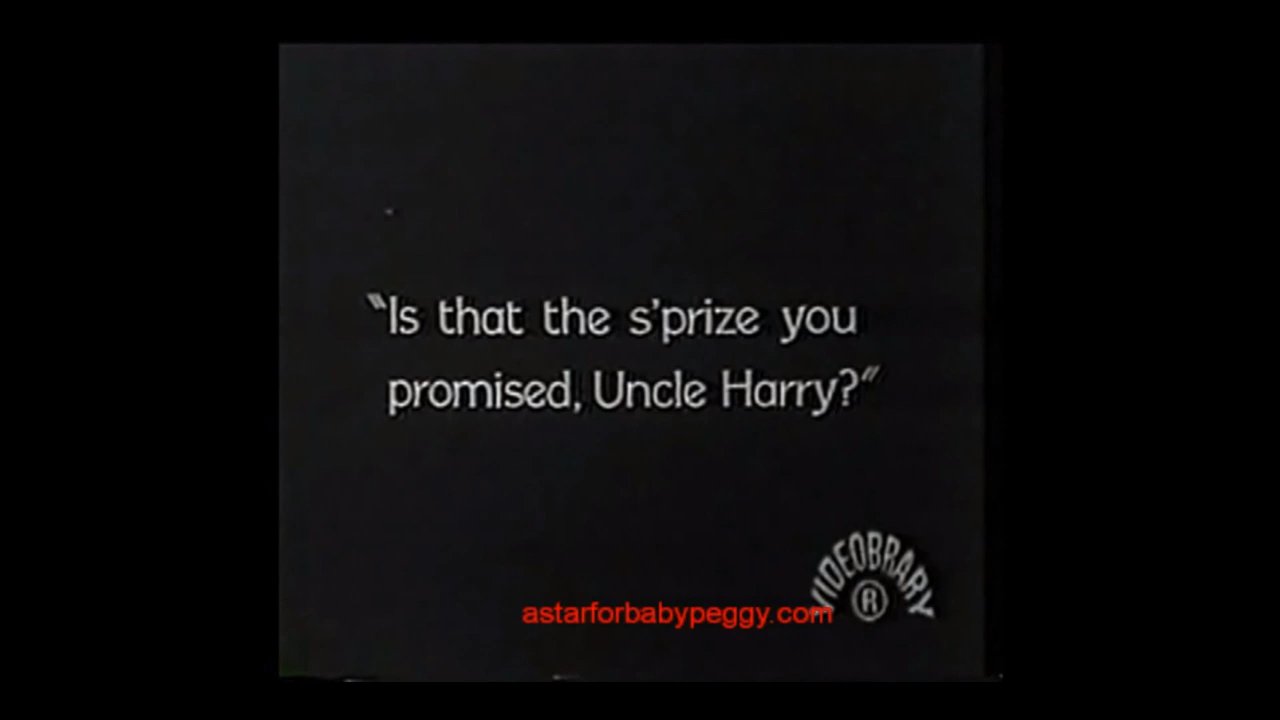 "Is that the s'prize you
promised, Uncle Harry?"
VIDEOBRARY
R
astarforbabypeggy.com